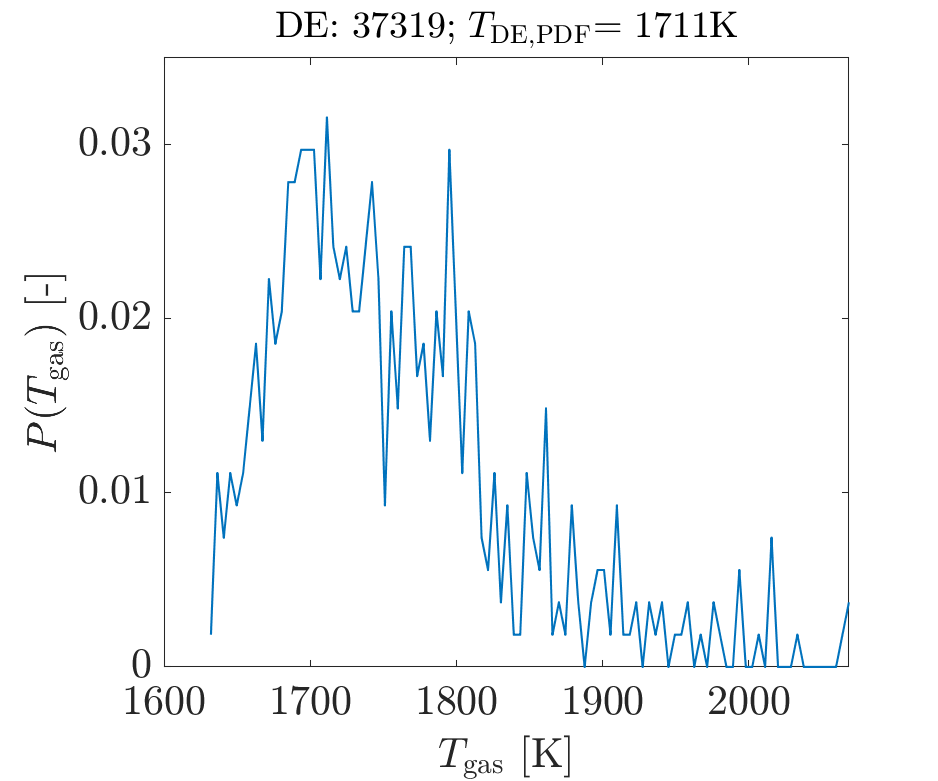 DE: 37319; T_DE,PDF= 1711K
P(T_gas) [-]
0.03
0.02
0.01
0
1600 1700 1800 1900 2000
T_gas [K]